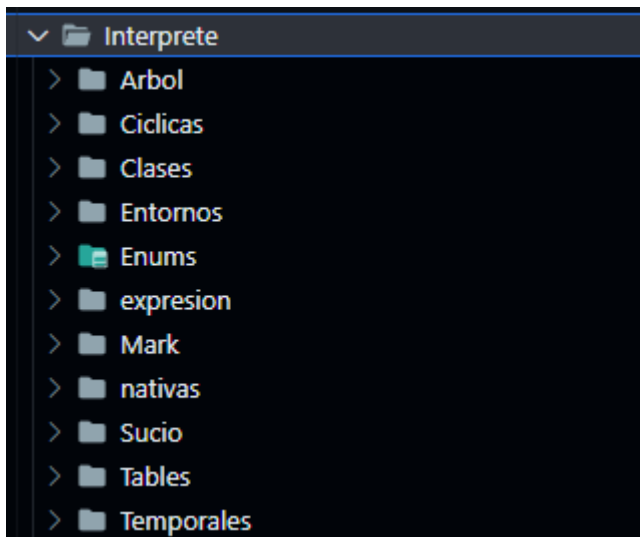 Interprete
Arbol
Ciclicas
Clases
Entornos
Enums
expresion
Mark
nativas
Sucio
Tables
Temporales